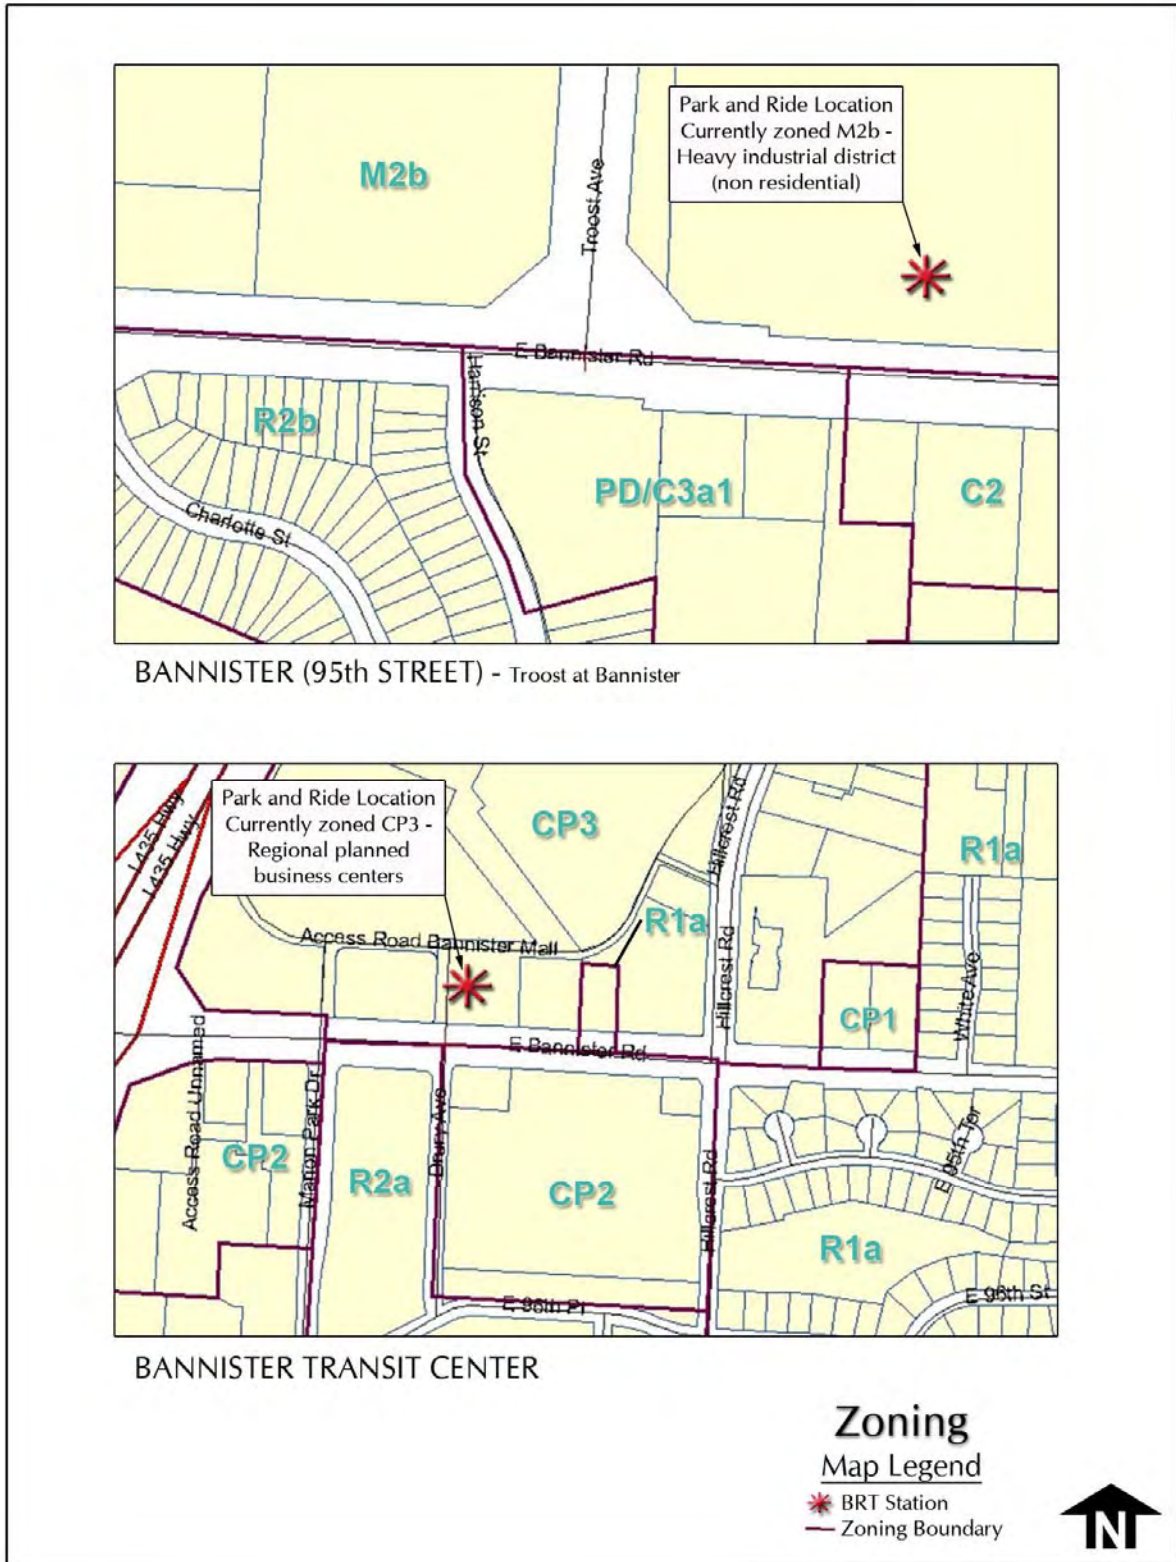 Park and Ride Location
Currently zoned M2b -
Heavy industrial district
(non residential)
M2b
Troost Ave
E Bannister Rd
Harrison St
R2b
PD/C3a1
C2
Charlotte St
BANNISTER (95th STREET) - Troost at Bannister
Park and Ride Location
Currently zoned CP3 -
Regional planned
business centers
I 435 Hwy
I 435 Hwy
CP3
Hillcrest Rd
R1a
R1a
Access Road Bannister Mall
Hillcrest Rd
White Ave
CP1
E Bannister Rd
Access Road Unnamed
Marion Park Dr
Drury Ave
E 95th Ter
CP2
R2a
CP2
Hillcrest Rd
R1a
E 96th Pl
E 96th St
BANNISTER TRANSIT CENTER
Zoning
Map Legend
BRT Station
Zoning Boundary
N